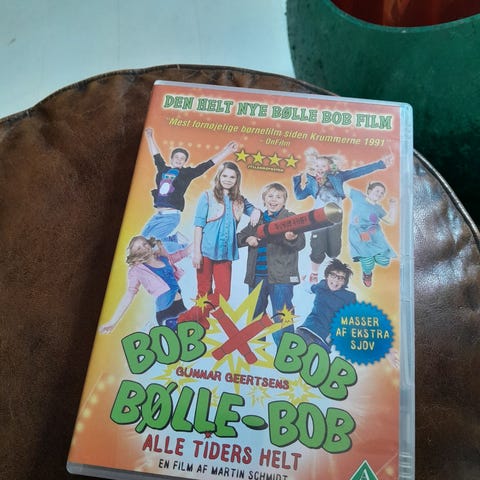 DEN HELT NYE BØLLE BOB FILM
"Mest fornøjelige børnefilm siden Krummerne 1991"
- OnFilm
BOB X BOB
GUNNAR GEERTSENS
BØLLE-BOB
ALLE TIDERS HELT
EN FILM AF MARTIN SCHMIDT
MASSER
AF EKSTRA
SJOV
A